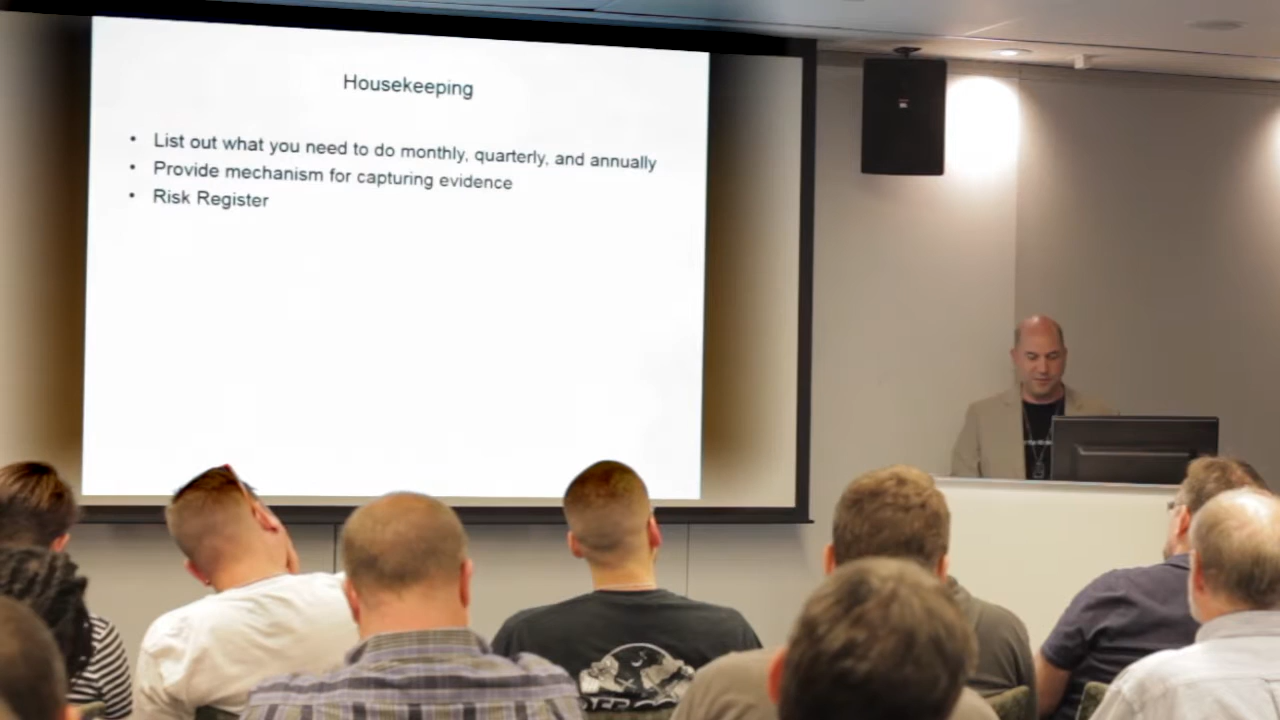 Housekeeping
• List out what you need to do monthly, quarterly, and annually
• Provide mechanism for capturing evidence
• Risk Register